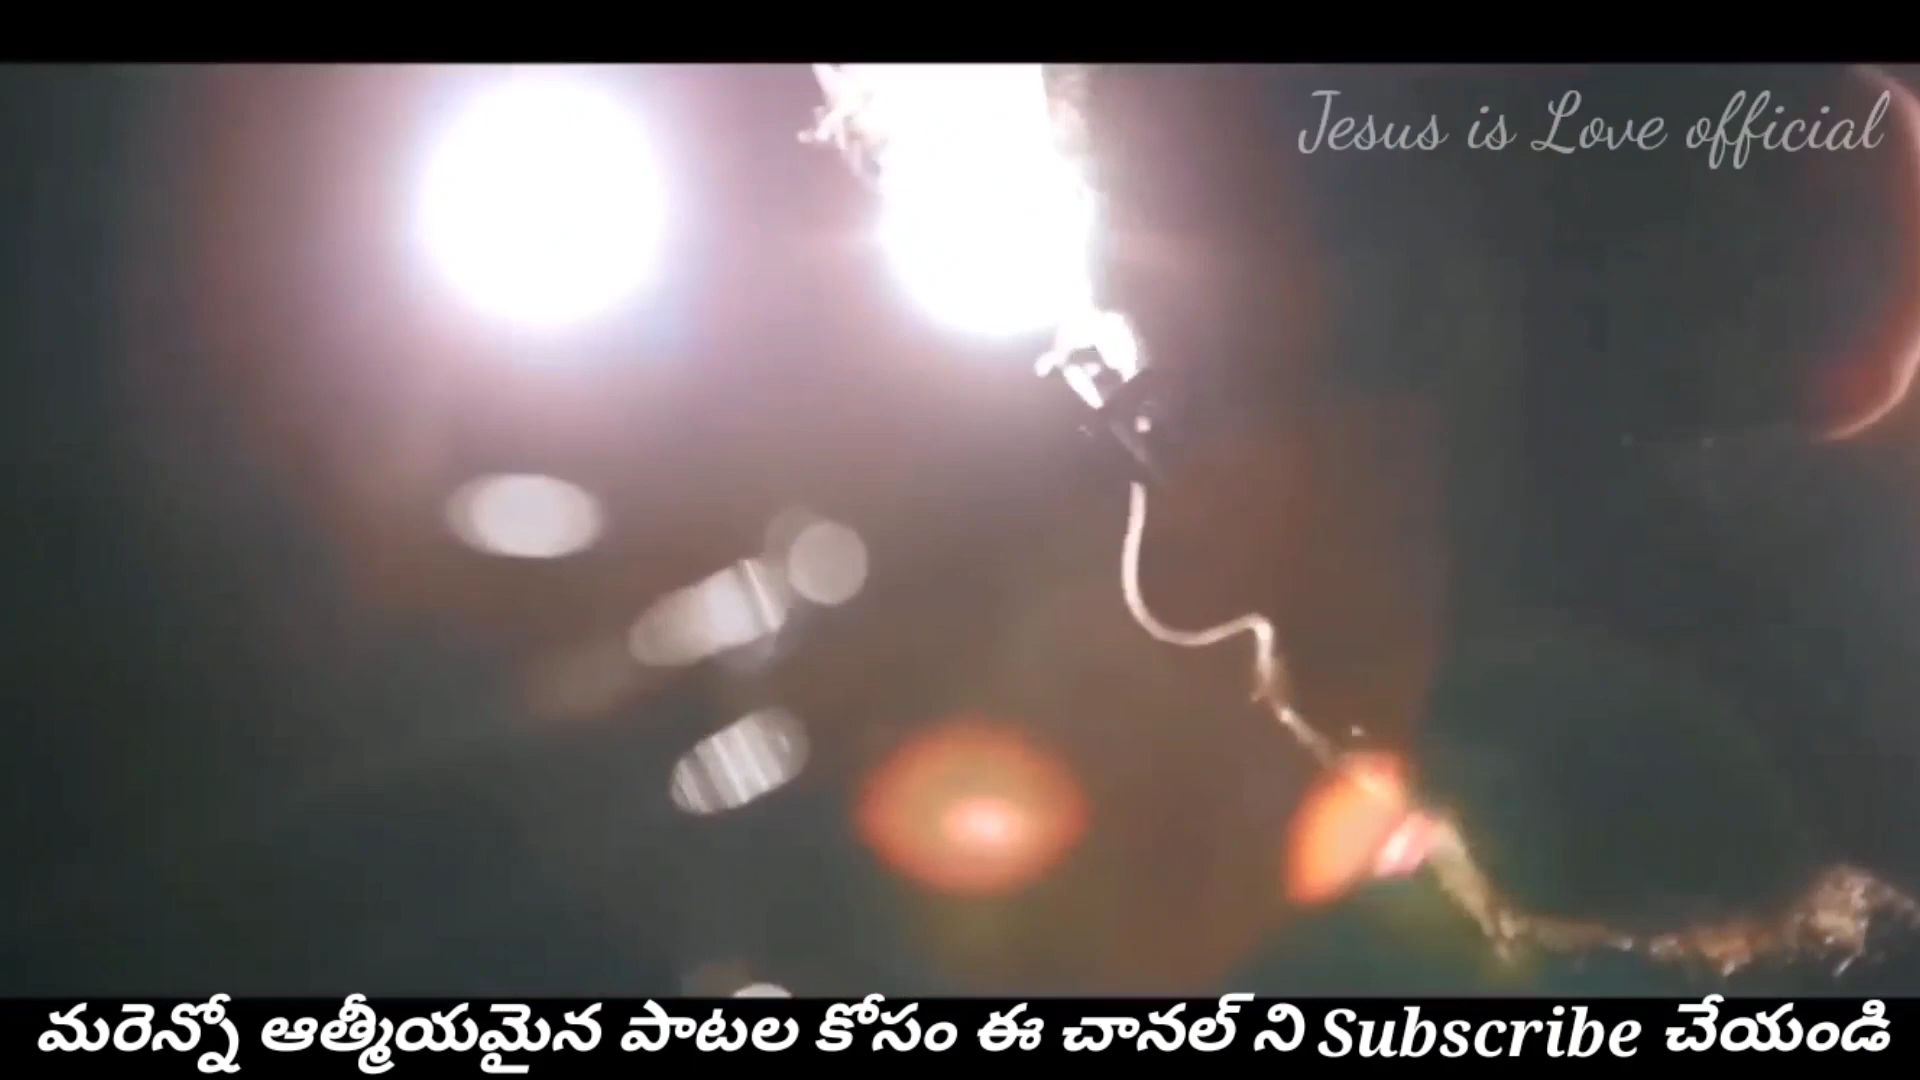 Jesus is Love official
మరెన్నో ఆత్మీయమైన పాటల కోసం ఈ చానల్ ని Subscribe చేయండి